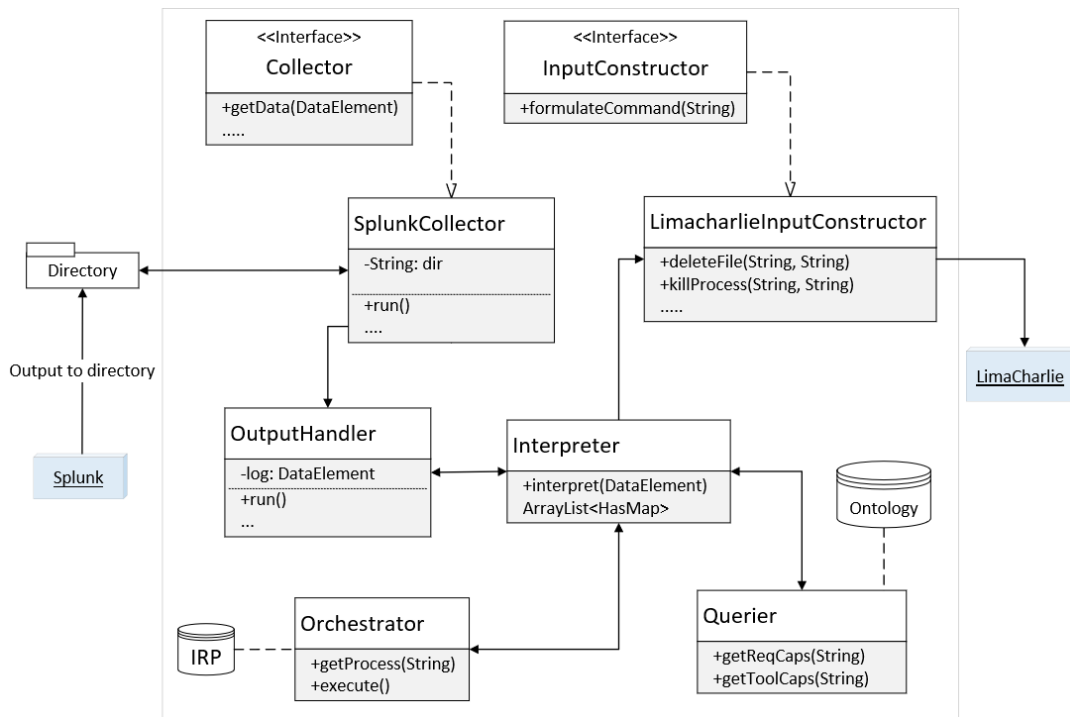 <<Interface>>
Collector
+getData(DataElement)
.....
<<Interface>>
InputConstructor
+formulateCommand(String)
SplunkCollector
-String: dir
+run()
....
LimacharlieInputConstructor
+deleteFile(String, String)
+killProcess(String, String)
.....
Directory
Output to directory
Splunk
LimaCharlie
OutputHandler
-log: DataElement
+run()
...
Interpreter
+interpret(DataElement)
ArrayList<HasMap>
Ontology
Orchestrator
+getProcess(String)
+execute()
IRP
Querier
+getReqCaps(String)
+getToolCaps(String)